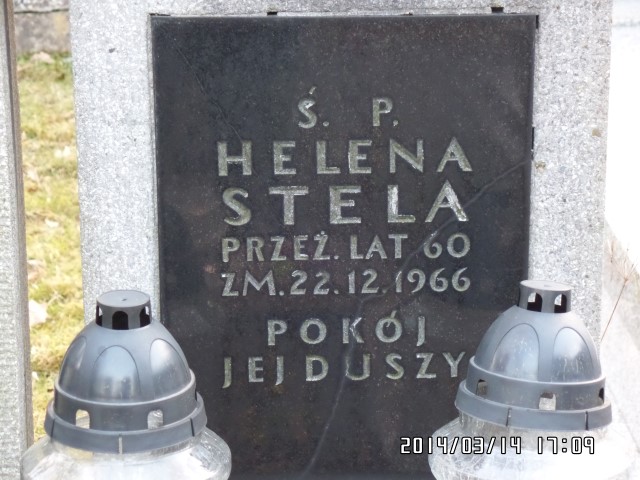 Ś. P.
HELENA
STELA
PRZEŻ. LAT 60
ZM. 22.12.1966
POKÓJ
JEJ DUSZY
2014/03/14 17:09